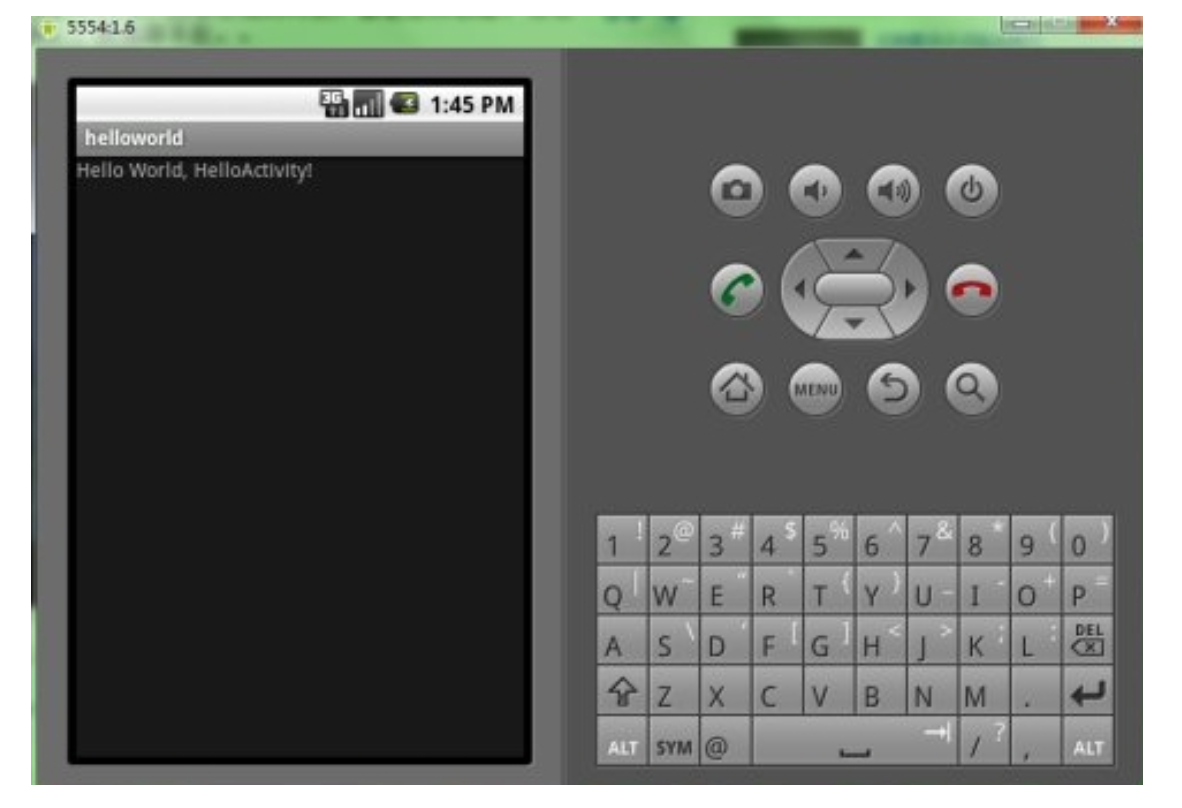 5554:1.6
3G 1:45 PM
helloworld
Hello World, HelloActivity!
MENU
1 ! 2 @ 3 # 4 $ 5 % 6 ^ 7 & 8 * 9 ( 0 )
Q | W ~ E " R ` T { Y } U _ I - O + P =
A S \ D ' F [ G ] H < J > K ; L : DEL
Z X C V B N M .
ALT SYM @ / ? , ALT